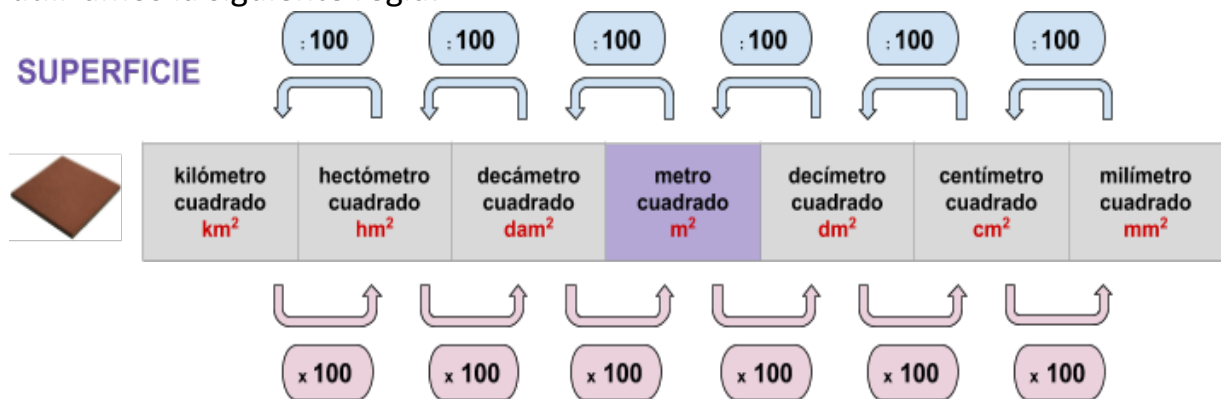 : 100 : 100 : 100 : 100 : 100 : 100
SUPERFICIE
kilómetro cuadrado km² hectómetro cuadrado hm² decámetro cuadrado dam² metro cuadrado m² decímetro cuadrado dm² centímetro cuadrado cm² milímetro cuadrado mm²
x 100 x 100 x 100 x 100 x 100 x 100